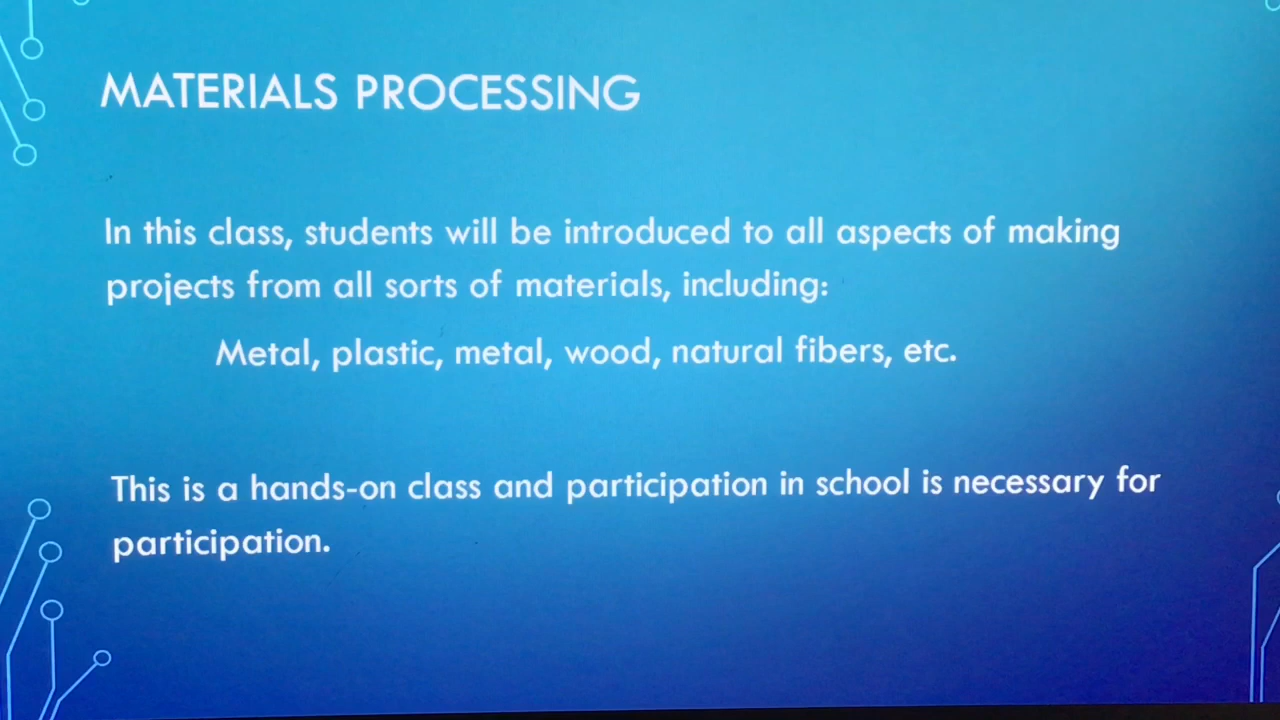 MATERIALS PROCESSING
In this class, students will be introduced to all aspects of making
projects from all sorts of materials, including:
Metal, plastic, metal, wood, natural fibers, etc.
This is a hands-on class and participation in school is necessary for
participation.